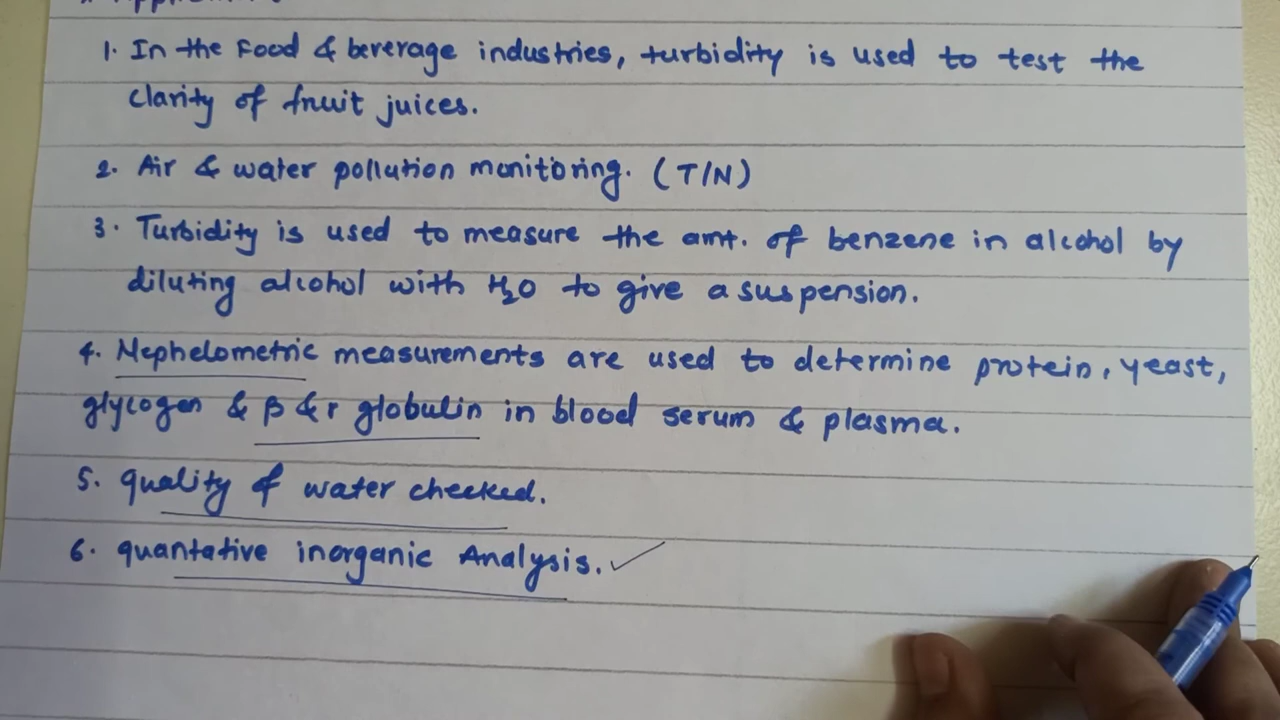 1. In the Food & beverage industries, turbidity is used to test the
clarity of fruit juices.
2. Air & water pollution monitoring. (T/N)
3. Turbidity is used to measure the amt. of benzene in alcohol by
diluting alcohol with H2O to give a suspension.
4. Nephelometric measurements are used to determine protein, yeast,
glycogen & β & r globulin in blood serum & plasma.
5. quality of water checked.
6. quantative inorganic Analysis. ✓